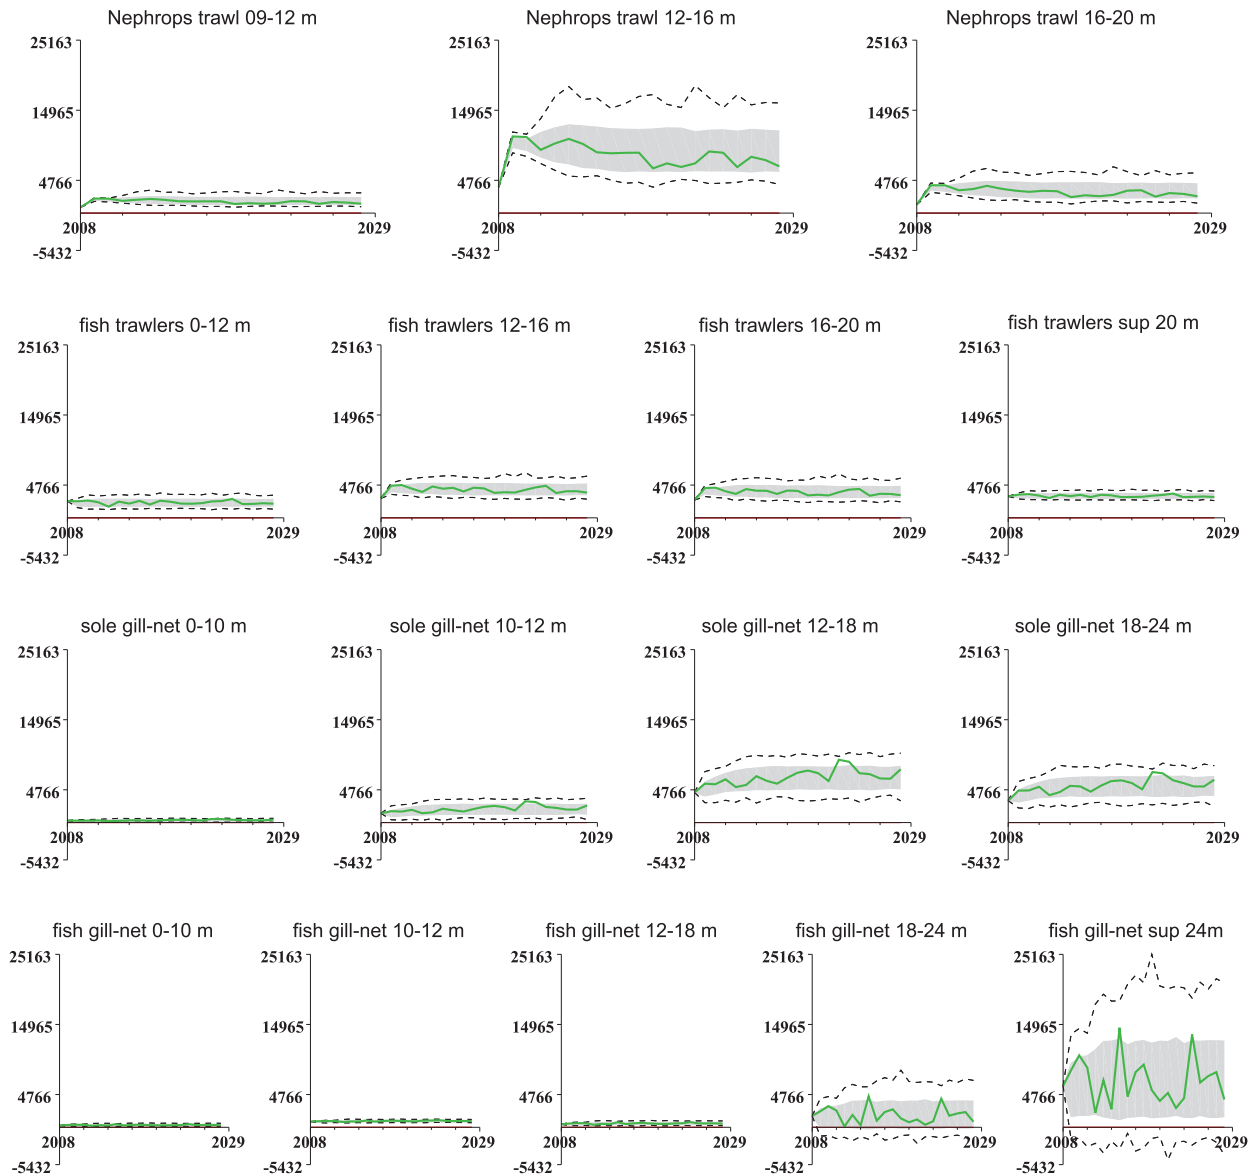 Nephrops trawl 09-12 m Nephrops trawl 12-16 m Nephrops trawl 16-20 m
25163 25163 25163
14965 14965 14965
4766 4766 4766
2008 2029 2008 2029 2008 2029
-5432 -5432 -5432
fish trawlers 0-12 m fish trawlers 12-16 m fish trawlers 16-20 m fish trawlers sup 20 m
25163 25163 25163 25163
14965 14965 14965 14965
4766 4766 4766 4766
2008 2029 2008 2029 2008 2029 2008 2029
-5432 -5432 -5432 -5432
sole gill-net 0-10 m sole gill-net 10-12 m sole gill-net 12-18 m sole gill-net 18-24 m
25163 25163 25163 25163
14965 14965 14965 14965
4766 4766 4766 4766
2008 2029 2008 2029 2008 2029 2008 2029
-5432 -5432 -5432 -5432
fish gill-net 0-10 m fish gill-net 10-12 m fish gill-net 12-18 m fish gill-net 18-24 m fish gill-net sup 24m
25163 25163 25163 25163 25163
14965 14965 14965 14965 14965
4766 4766 4766 4766 4766
2008 2029 2008 2029 2008 2029 2008 2029 2008 2029
-5432 -5432 -5432 -5432 -5432